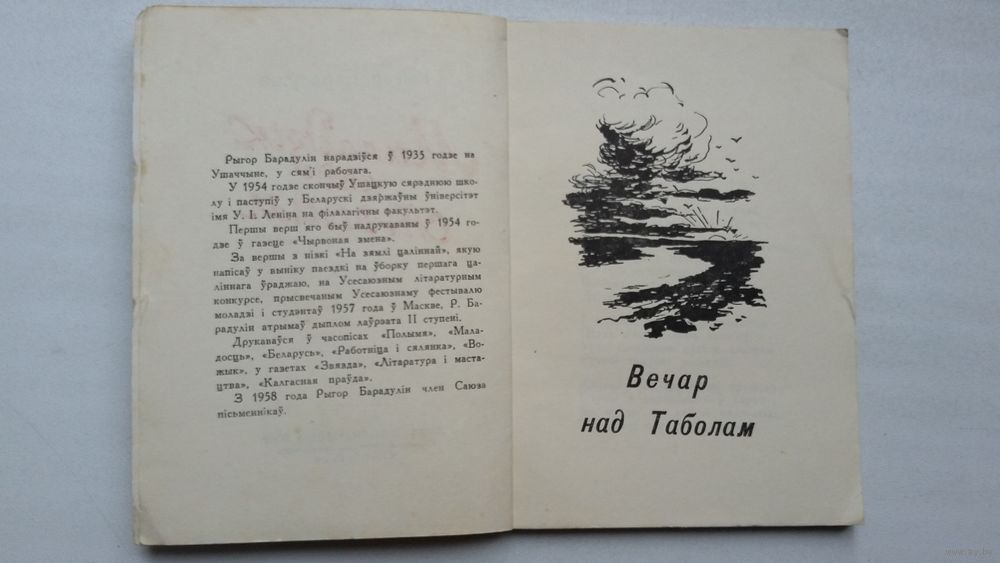 Рыгор Барадулін нарадзіўся ў 1935 годзе на
Ушаччыне, у сям'і рабочага.
У 1954 годзе скончыў Ушацкую сярэднюю шко-
лу і паступіў у Беларускі дзяржаўны ўніверсітэт
імя У. І. Леніна на філалагічны факультэт.
Першы верш яго быў надрукаваны ў 1954 го-
дзе ў газеце «Чырвоная змена».
За вершы з нізкі «На зямлі цаліннай», якую
напісаў у выніку паездкі на ўборку першага ца-
ліннага ўраджаю, на Усесаюзным літаратурным
конкурсе, прысвечаным Усесаюзнаму фестывалю
моладзі і студэнтаў 1957 года ў Маскве, Р. Ба-
радулін атрымаў дыплом лаўрэата II ступені.
Друкаваўся ў часопісах «Полымя», «Мала-
досць», «Беларусь», «Работніца і сялянка», «Во-
жык», у газетах «Звязда», «Літаратура і маста-
цтва», «Калгасная праўда».
З 1958 года Рыгор Барадулін член Саюза
пісьменнікаў.
Вечар
над Таболам